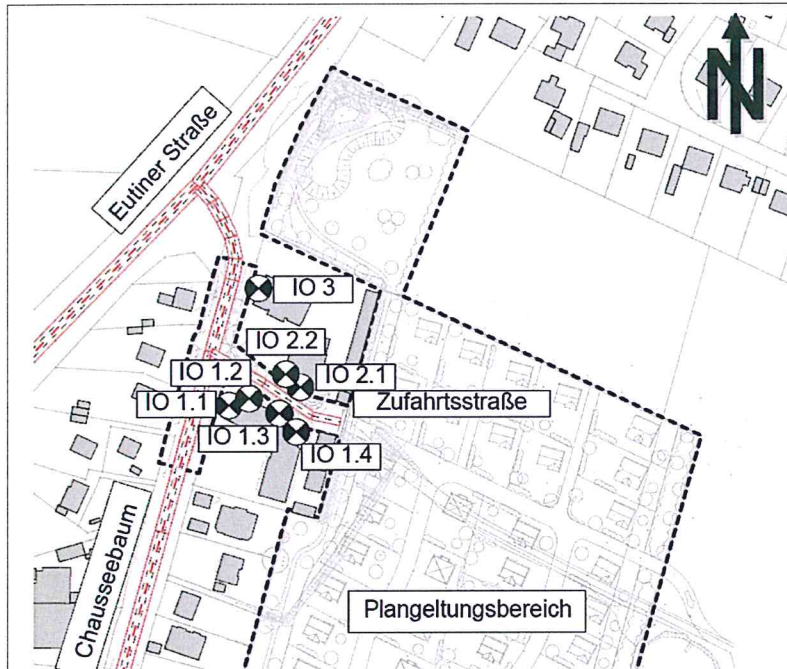 N
Eutiner Straße
IO 3
IO 2.2
IO 1.2
IO 2.1
IO 1.1
Zufahrtsstraße
IO 1.3
IO 1.4
Chausseebaum
Plangeltungsbereich